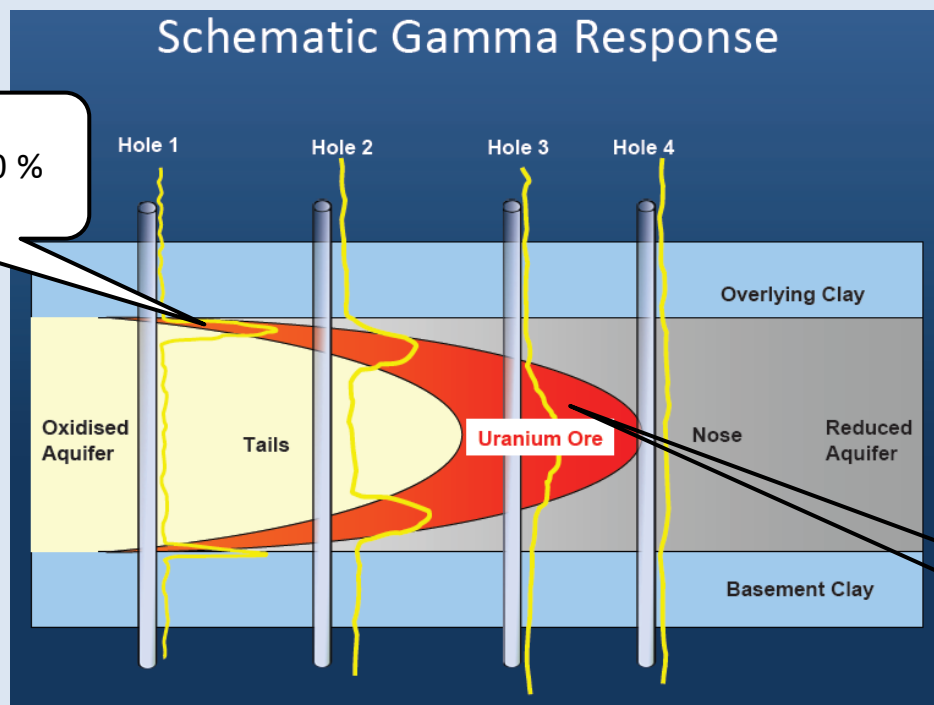 Schematic Gamma Response
%
Hole 1
Hole 2
Hole 3
Hole 4
Overlying Clay
Oxidised
Aquifer
Tails
Uranium Ore
Nose
Reduced
Aquifer
Basement Clay